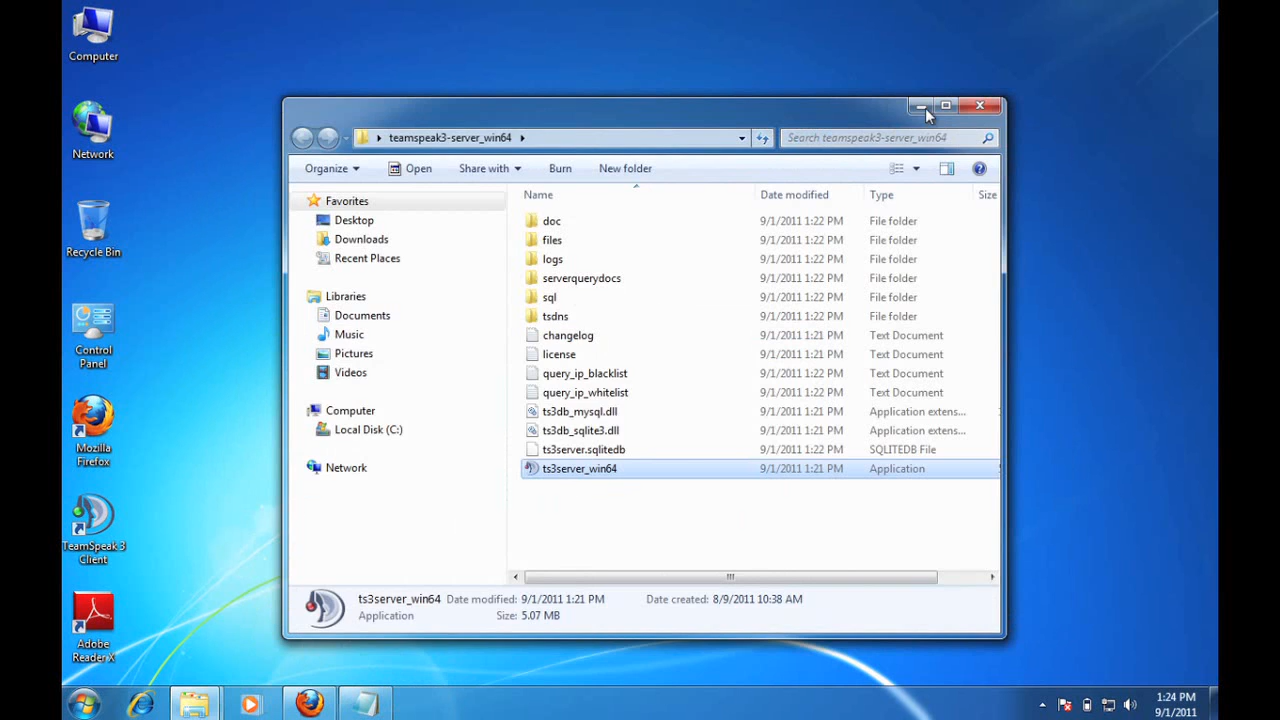 Computer
Network
Recycle Bin
Control
Panel
Mozilla
Firefox
TeamSpeak 3
Client
Adobe
Reader X
teamspeak3-server_win64
Search teamspeak3-server_win64
Organize Open Share with Burn New folder
Favorites
Desktop
Downloads
Recent Places
Libraries
Documents
Music
Pictures
Videos
Computer
Local Disk (C:)
Network
Name Date modified Type Size
doc 9/1/2011 1:22 PM File folder
files 9/1/2011 1:22 PM File folder
logs 9/1/2011 1:22 PM File folder
serverquerydocs 9/1/2011 1:22 PM File folder
sql 9/1/2011 1:22 PM File folder
tsdns 9/1/2011 1:22 PM File folder
changelog 9/1/2011 1:21 PM Text Document
license 9/1/2011 1:21 PM Text Document
query_ip_blacklist 9/1/2011 1:22 PM Text Document
query_ip_whitelist 9/1/2011 1:22 PM Text Document
ts3db_mysql.dll 9/1/2011 1:21 PM Application extens...
ts3db_sqlite3.dll 9/1/2011 1:21 PM Application extens...
ts3server.sqlitedb 9/1/2011 1:22 PM SQLITEDB File
ts3server_win64 9/1/2011 1:21 PM Application
ts3server_win64 Date modified: 9/1/2011 1:21 PM Date created: 8/9/2011 10:38 AM
Application Size: 5.07 MB
1:24 PM
9/1/2011